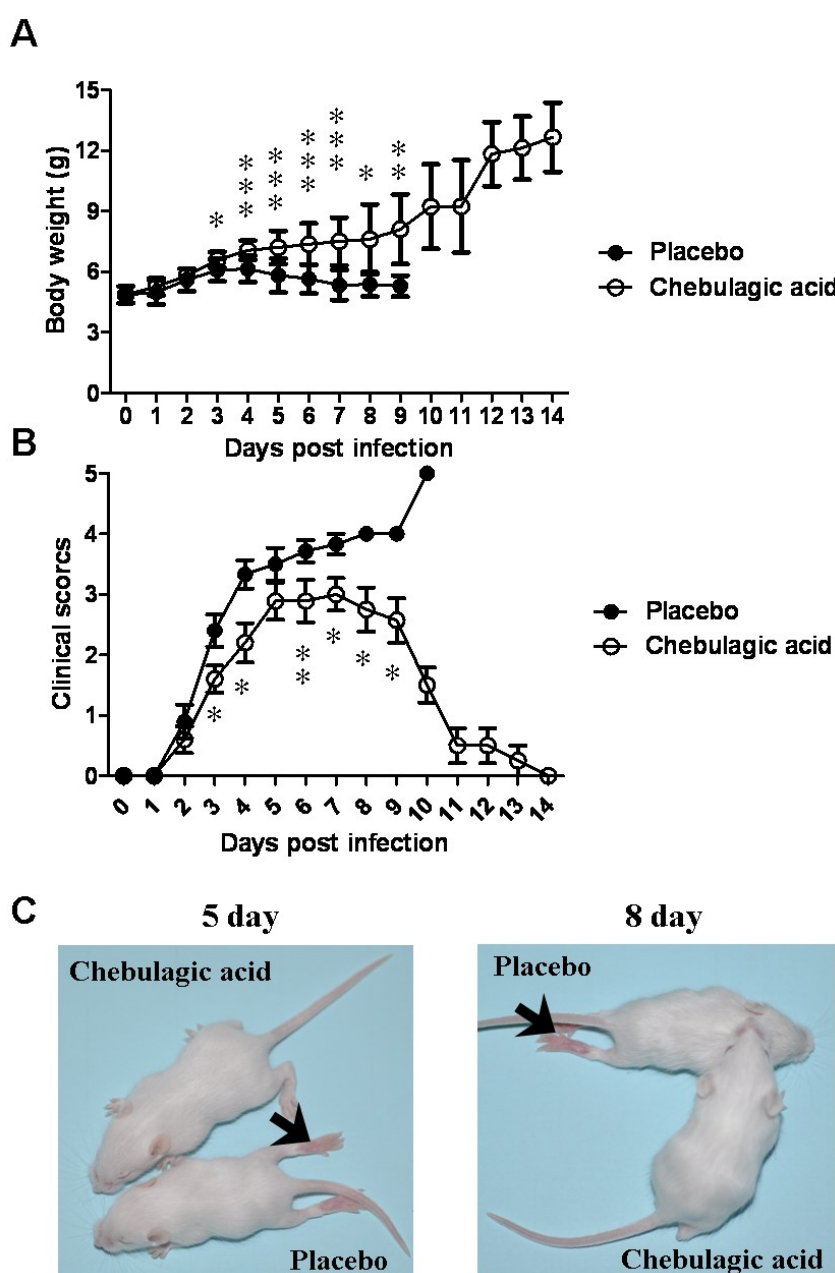 A
15
12
9
6
3
0
Body weight (g)
*
***
***
***
***
*
**
Placebo
Chebulagic acid
0 1 2 3 4 5 6 7 8 9 10 11 12 13 14
Days post infection
B
5
4
3
2
1
0
Clinical scorcs
*
*
**
*
*
*
Placebo
Chebulagic acid
0 1 2 3 4 5 6 7 8 9 10 11 12 13 14
Days post infection
C
5 day
Chebulagic acid
Placebo
8 day
Placebo
Chebulagic acid